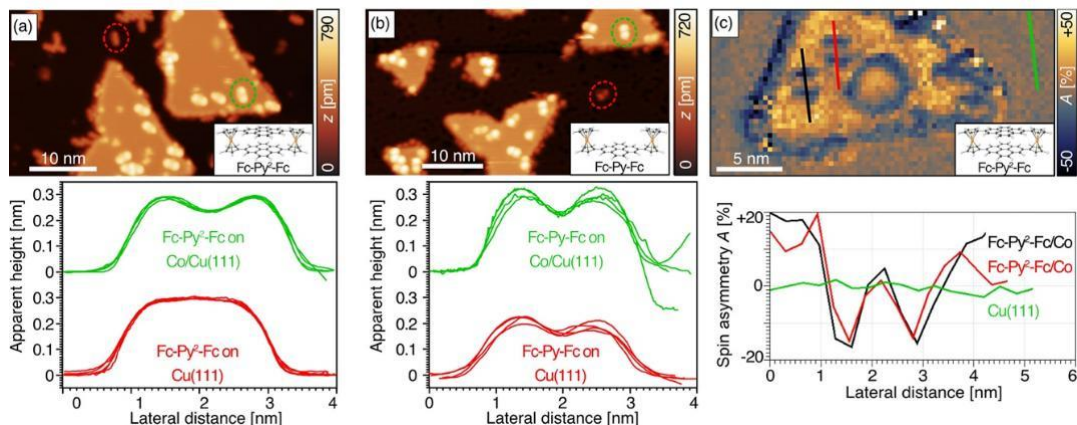 (a)
790
z [pm]
0
10 nm
Fc-Py²-Fc
(b)
720
z [pm]
0
10 nm
Fc-Py-Fc
(c)
+50
A [%]
-50
5 nm
Fc-Py²-Fc
Apparent height [nm]
0.3
0.2
0.1
0
0.3
0.2
0.1
0
Fc-Py²-Fc on
Co/Cu(111)
Fc-Py²-Fc on
Cu(111)
0 1 2 3 4
Lateral distance [nm]
Apparent height [nm]
0.3
0.2
0.1
0
0.3
0.2
0.1
0
Fc-Py-Fc on
Co/Cu(111)
Fc-Py-Fc on
Cu(111)
0 1 2 3 4
Lateral distance [nm]
Spin asymmetry A [%]
+20
0
-20
Fc-Py²-Fc/Co
Fc-Py²-Fc/Co
Cu(111)
0 1 2 3 4 5 6
Lateral distance [nm]